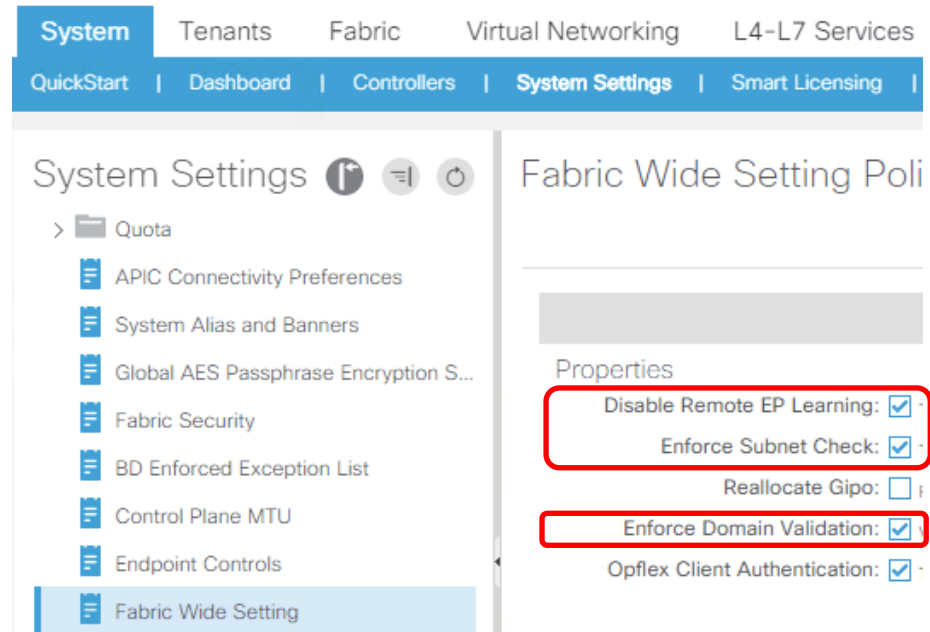 System Tenants Fabric Virtual Networking L4-L7 Services
QuickStart | Dashboard | Controllers | System Settings | Smart Licensing |
System Settings
Quota
APIC Connectivity Preferences
System Alias and Banners
Global AES Passphrase Encryption S...
Fabric Security
BD Enforced Exception List
Control Plane MTU
Endpoint Controls
Fabric Wide Setting
Fabric Wide Setting Poli
Properties
Disable Remote EP Learning:
Enforce Subnet Check:
Reallocate Gipo:
Enforce Domain Validation:
Opflex Client Authentication: